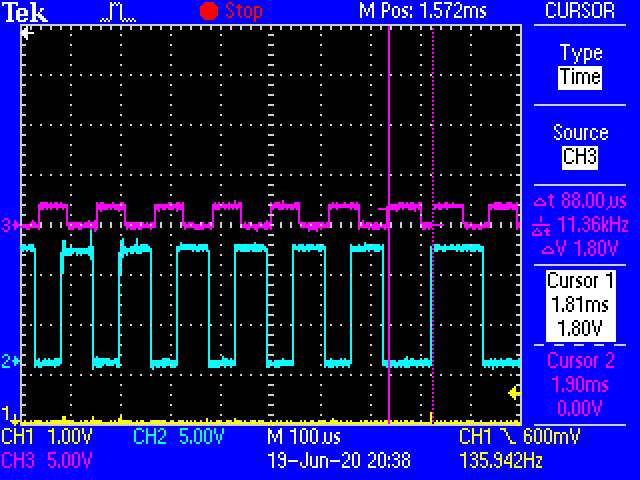 Tek Stop M Pos: 1.572ms CURSOR
Type
Time
Source
CH3
Δt 88.00µs
1/Δt 11.36kHz
ΔV 1.80V
Cursor 1
1.81ms
1.80V
Cursor 2
1.90ms
0.00V
3
2
1
CH1 1.00V CH2 5.00V M 100µs CH1 600mV
CH3 5.00V 19-Jun-20 20:38 135.942Hz